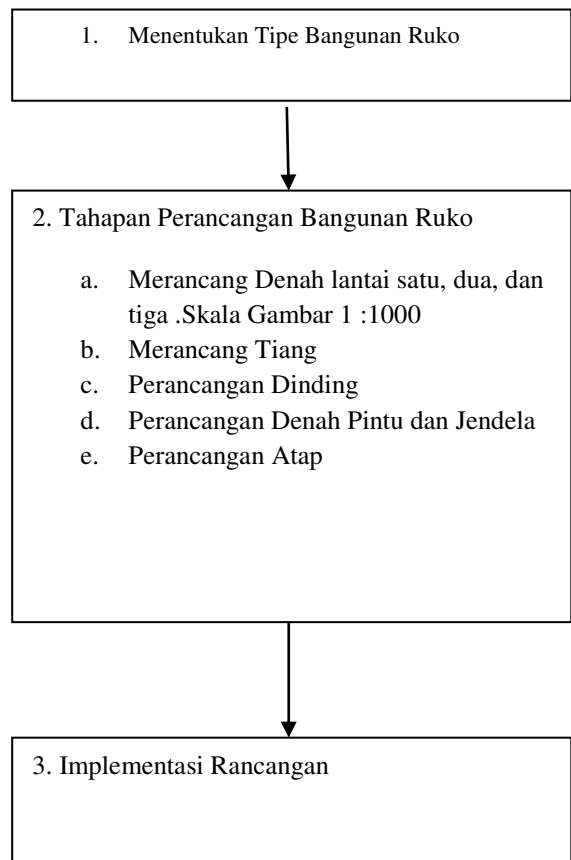 1. Menentukan Tipe Bangunan Ruko
2. Tahapan Perancangan Bangunan Ruko
a. Merancang Denah lantai satu, dua, dan
tiga .Skala Gambar 1 :1000
b. Merancang Tiang
c. Perancangan Dinding
d. Perancangan Denah Pintu dan Jendela
e. Perancangan Atap
3. Implementasi Rancangan